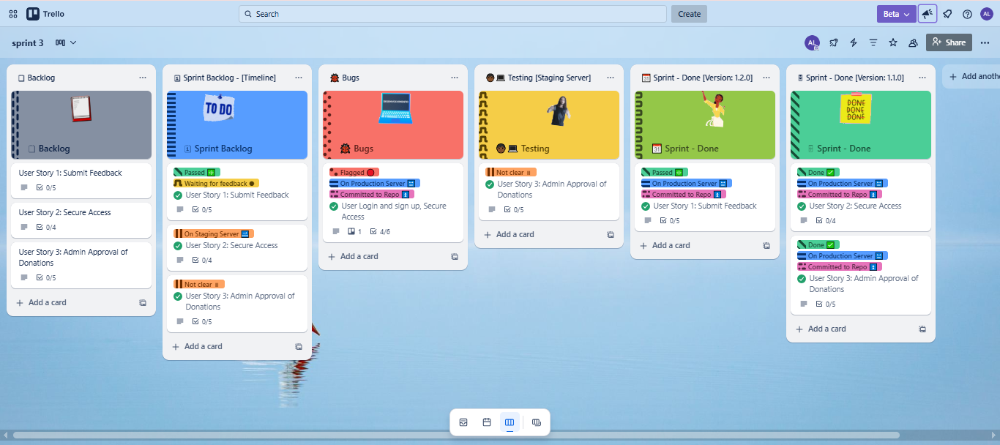 Trello
Search
Create
Beta
AL
sprint 3
AL
Share
Backlog
Backlog
User Story 1: Submit Feedback
0/5
User Story 2: Secure Access
0/4
User Story 3: Admin Approval of
Donations
0/5
Add a card
Sprint Backlog - [Timeline]
TO DO
Sprint Backlog
Passed
Waiting for feedback
User Story 1: Submit Feedback
0/5
On Staging Server
User Story 2: Secure Access
0/4
Not clear
User Story 3: Admin Approval of
Donations
0/5
Add a card
Bugs
Bugs
Flagged
On Production Server
Committed to Repo
User Login and sign up, Secure
Access
1 4/6
Add a card
Testing [Staging Server]
Testing
Not clear
User Story 3: Admin Approval of
Donations
0/5
Add a card
Sprint - Done [Version: 1.2.0]
Sprint - Done
Passed
On Production Server
Committed to Repo
User Story 1: Submit Feedback
0/5
Add a card
Sprint - Done [Version: 1.1.0]
DONE
DONE
DONE
Sprint - Done
Done
On Production Server
Committed to Repo
User Story 2: Secure Access
0/4
Done
On Production Server
Committed to Repo
User Story 3: Admin Approval of
Donations
0/5
Add a card
Add anothe